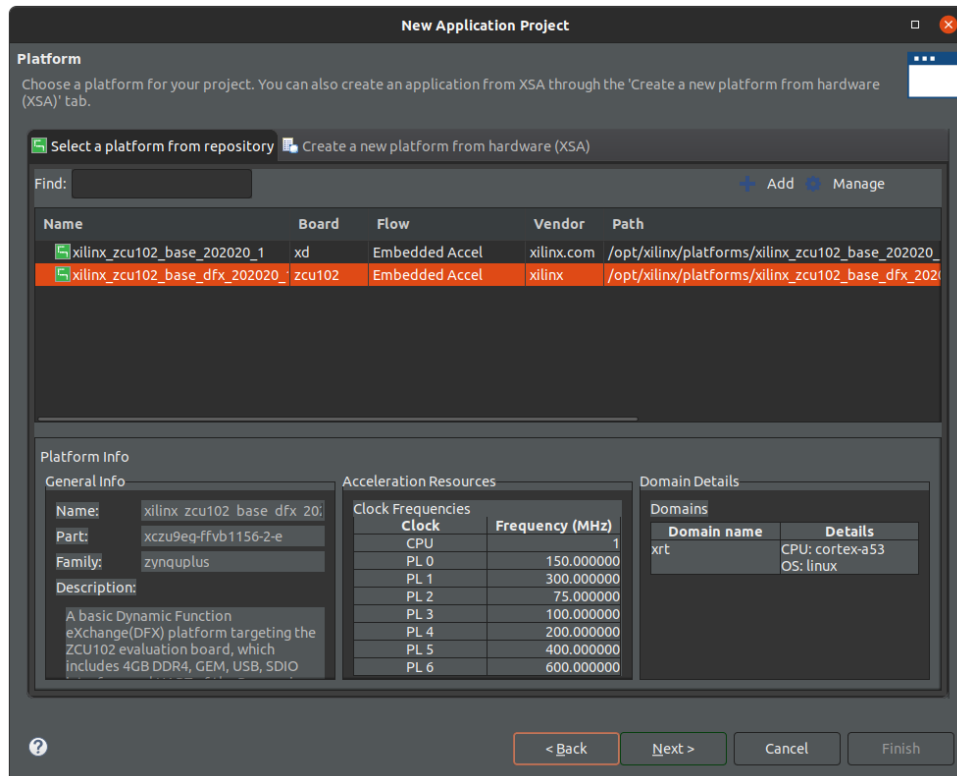 New Application Project
Platform
Choose a platform for your project. You can also create an application from XSA through the 'Create a new platform from hardware
(XSA)' tab.
Select a platform from repository Create a new platform from hardware (XSA)
Find: Add Manage
Name Board Flow Vendor Path
xilinx_zcu102_base_202020_1 xd Embedded Accel xilinx.com /opt/xilinx/platforms/xilinx_zcu102_base_202020_
xilinx_zcu102_base_dfx_202020_ zcu102 Embedded Accel xilinx /opt/xilinx/platforms/xilinx_zcu102_base_dfx_202
Platform Info
General Info
Name: xilinx_zcu102_base_dfx_20
Part: xczu9eg-ffvb1156-2-e
Family: zynquplus
Description:
A basic Dynamic Function
eXchange(DFX) platform targeting the
ZCU102 evaluation board, which
includes 4GB DDR4, GEM, USB, SDIO
Acceleration Resources
Clock Frequencies
Clock Frequency (MHz)
CPU 1
PL 0 150.000000
PL 1 300.000000
PL 2 75.000000
PL 3 100.000000
PL 4 200.000000
PL 5 400.000000
PL 6 600.000000
Domain Details
Domains
Domain name Details
xrt CPU: cortex-a53
OS: linux
? < Back Next > Cancel Finish